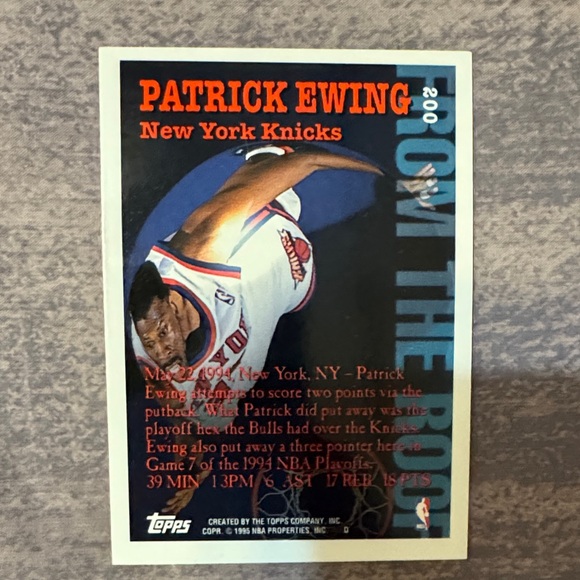 PATRICK EWING
New York Knicks
200
FROM THE ROOF
May 22, 1994, New York, NY - Patrick
Ewing attempts to score two points via the
putback. What Patrick did put away was the
playoff hex the Bulls had over the Knicks.
Ewing also put away a three pointer here in
Game 7 of the 1994 NBA Playoffs.
39 MIN 1 3PM 6 AST 17 REB 18 PTS
TOPPS
CREATED BY THE TOPPS COMPANY, INC.
COPR. © 1995 NBA PROPERTIES, INC. D